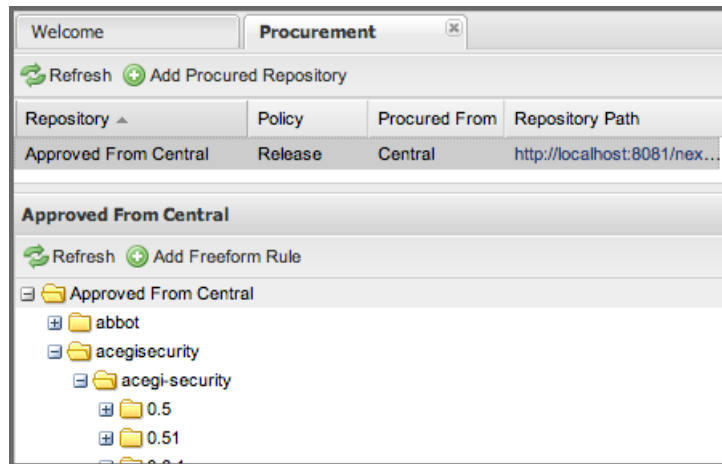 Welcome Procurement
Refresh Add Procured Repository
Repository Policy Procured From Repository Path
Approved From Central Release Central http://localhost:8081/nex...
Approved From Central
Refresh Add Freeform Rule
Approved From Central
abbot
acegisecurity
acegi-security
0.5
0.51